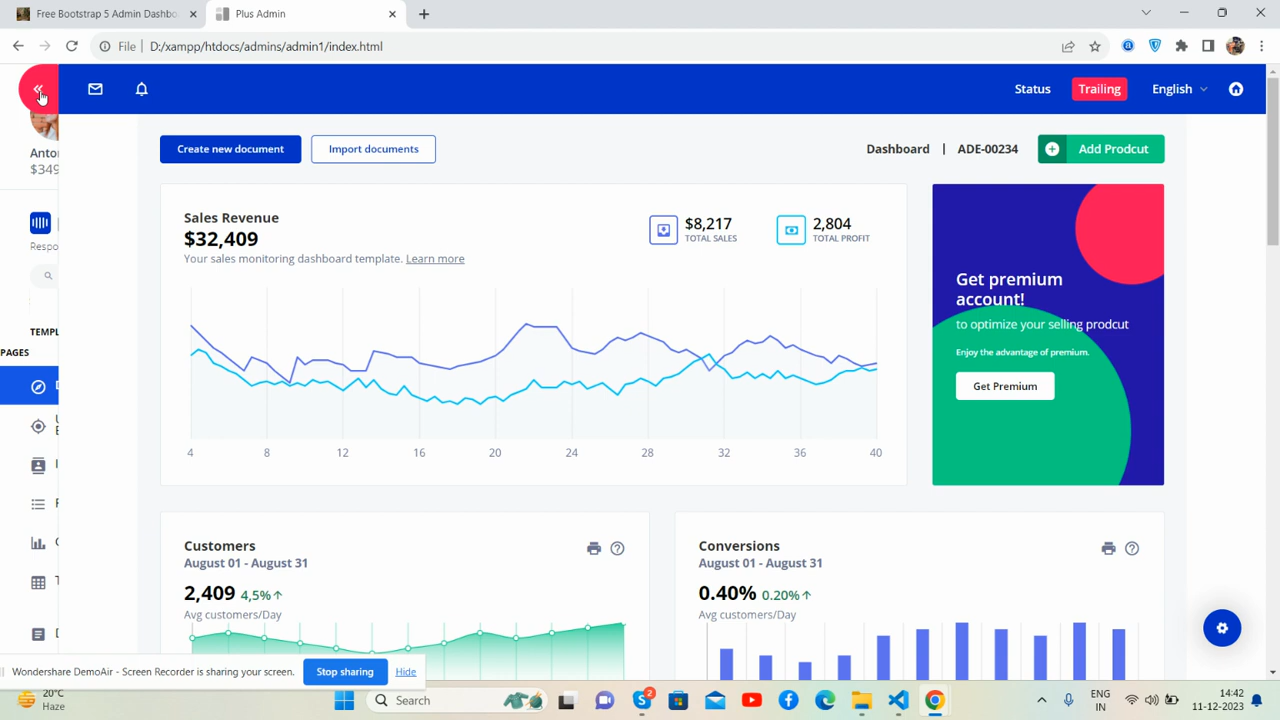 Free Bootstrap 5 Admin Dashbo
Plus Admin
File
D:/xampp/htdocs/admins/admin1/index.html
Status
Trailing
English
Anto
$349
Create new document
Import documents
Dashboard | ADE-00234
Add Prodcut
Respo
TEMPL
PAGES
Sales Revenue
$32,409
Your sales monitoring dashboard template. Learn more
$8,217
TOTAL SALES
2,804
TOTAL PROFIT
4 8 12 16 20 24 28 32 36 40
Get premium
account!
to optimize your selling prodcut
Enjoy the advantage of premium.
Get Premium
Customers
August 01 - August 31
2,409 4,5%↑
Avg customers/Day
Conversions
August 01 - August 31
0.40% 0.20%↑
Avg customers/Day
Wondershare DemoAir - Screen Recorder is sharing your screen.
Stop sharing
Hide
20°C
Haze
Search
2
ENG
IN
14:42
11-12-2023